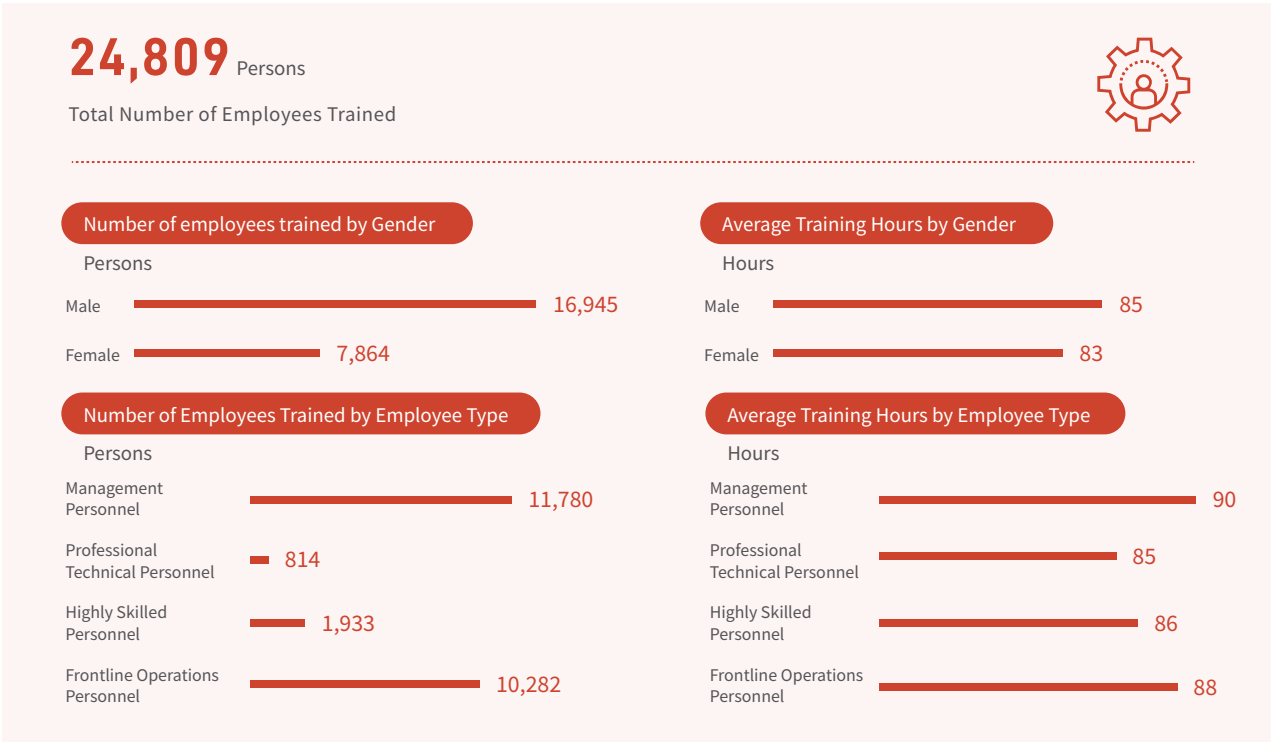 24,809 Persons
Total Number of Employees Trained
Number of employees trained by Gender
Persons
Male 16,945
Female 7,864
Average Training Hours by Gender
Hours
Male 85
Female 83
Number of Employees Trained by Employee Type
Persons
Management
Personnel
11,780
Professional
Technical Personnel
814
Highly Skilled
Personnel
1,933
Frontline Operations
Personnel
10,282
Average Training Hours by Employee Type
Hours
Management
Personnel
90
Professional
Technical Personnel
85
Highly Skilled
Personnel
86
Frontline Operations
Personnel
88